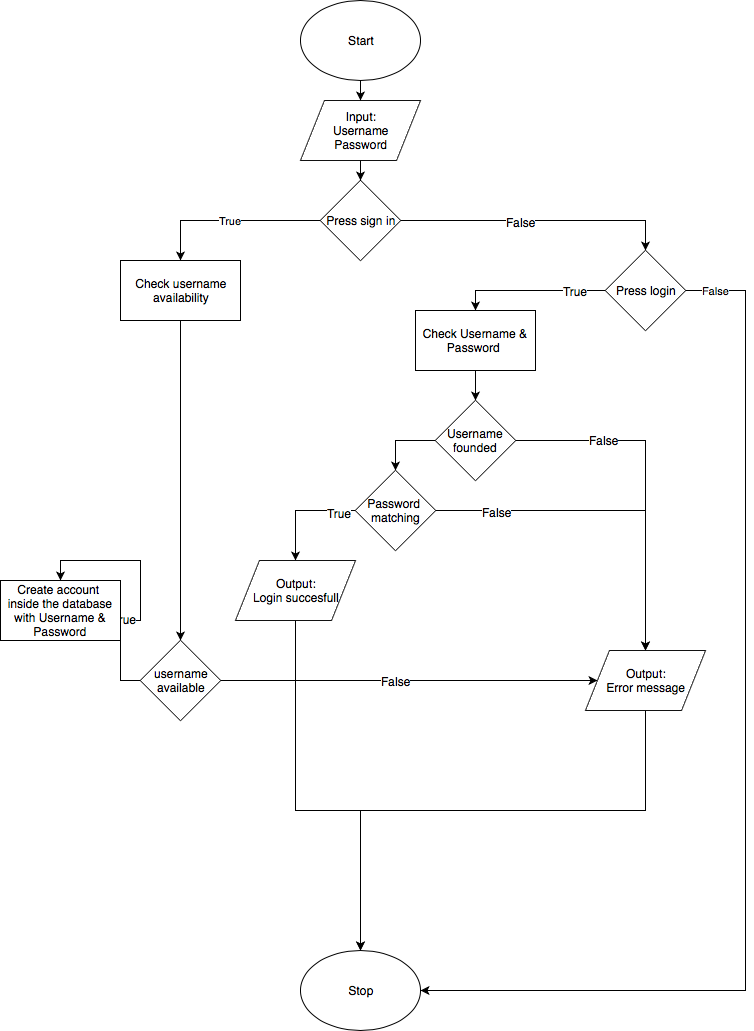 Start
Input:
Username
Password
Press sign in
True
False
Check username
availability
Press login
True
False
Check Username &
Password
Username
founded
False
Password
matching
True
False
Output:
Login succesfull
Create account
inside the database
with Username &
Password
rue
username
available
False
Output:
Error message
Stop